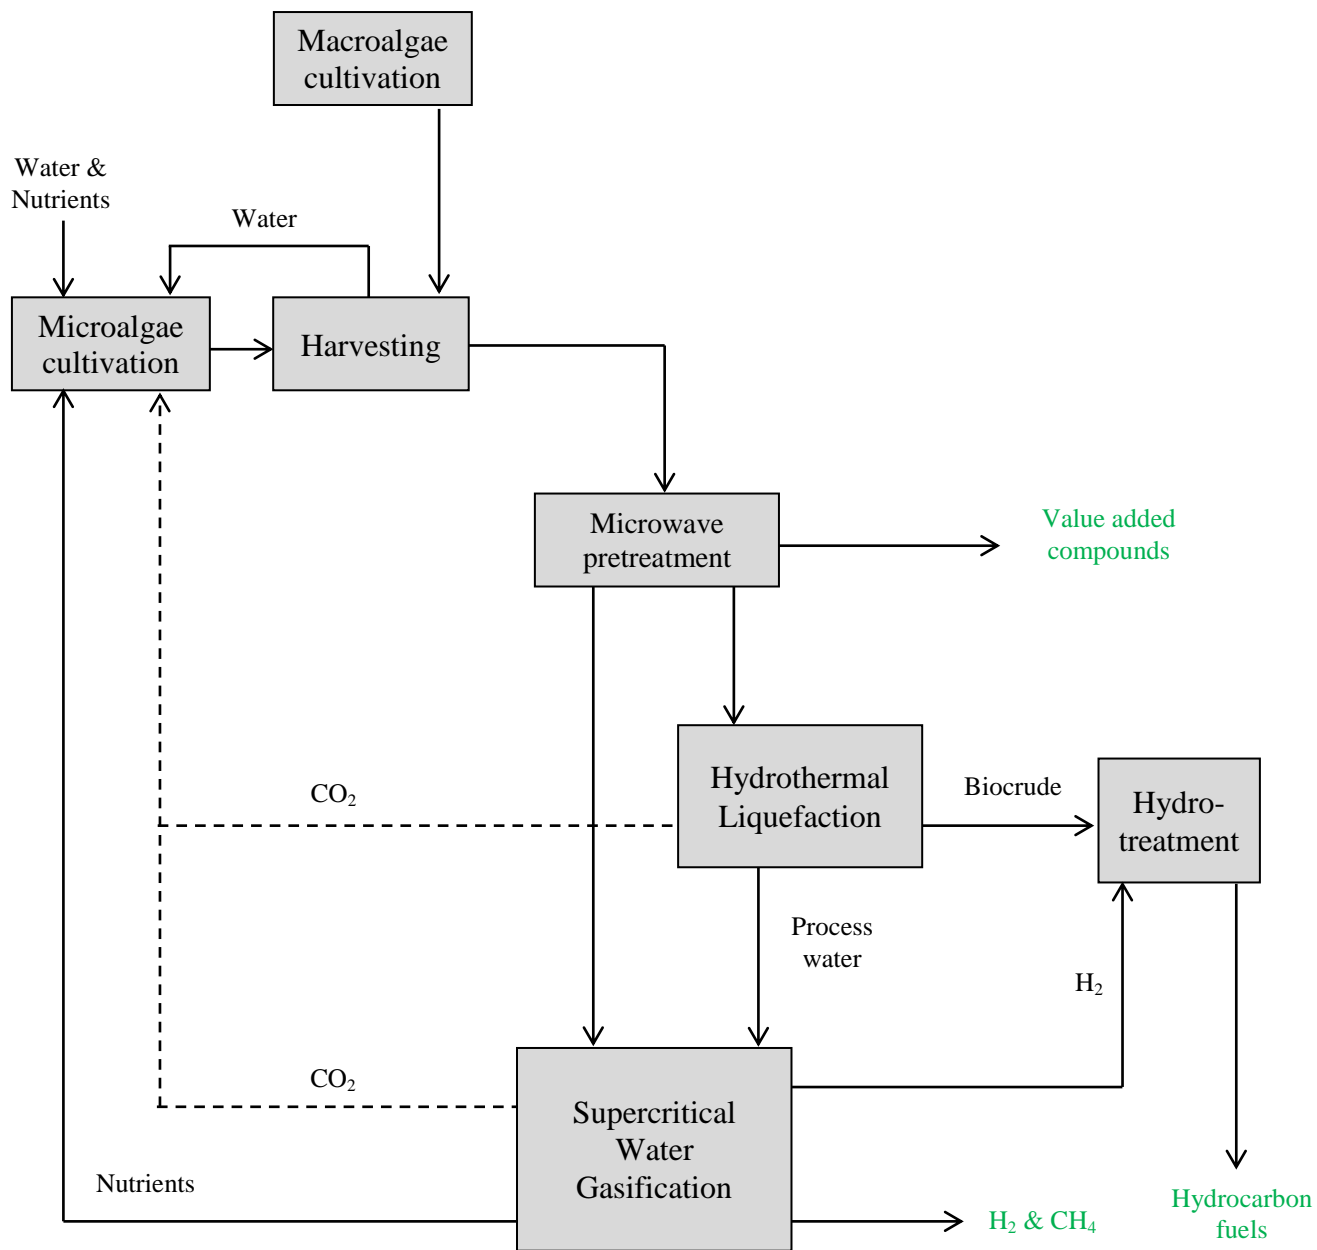 Macroalgae
cultivation
Water &
Nutrients
Water
Microalgae
cultivation
Harvesting
Microwave
pretreatment
Value added
compounds
Hydrothermal
Liquefaction
Biocrude
Hydro-
treatment
CO₂
Process
water
H₂
CO₂
Supercritical
Water
Gasification
Nutrients
H₂ & CH₄
Hydrocarbon
fuels